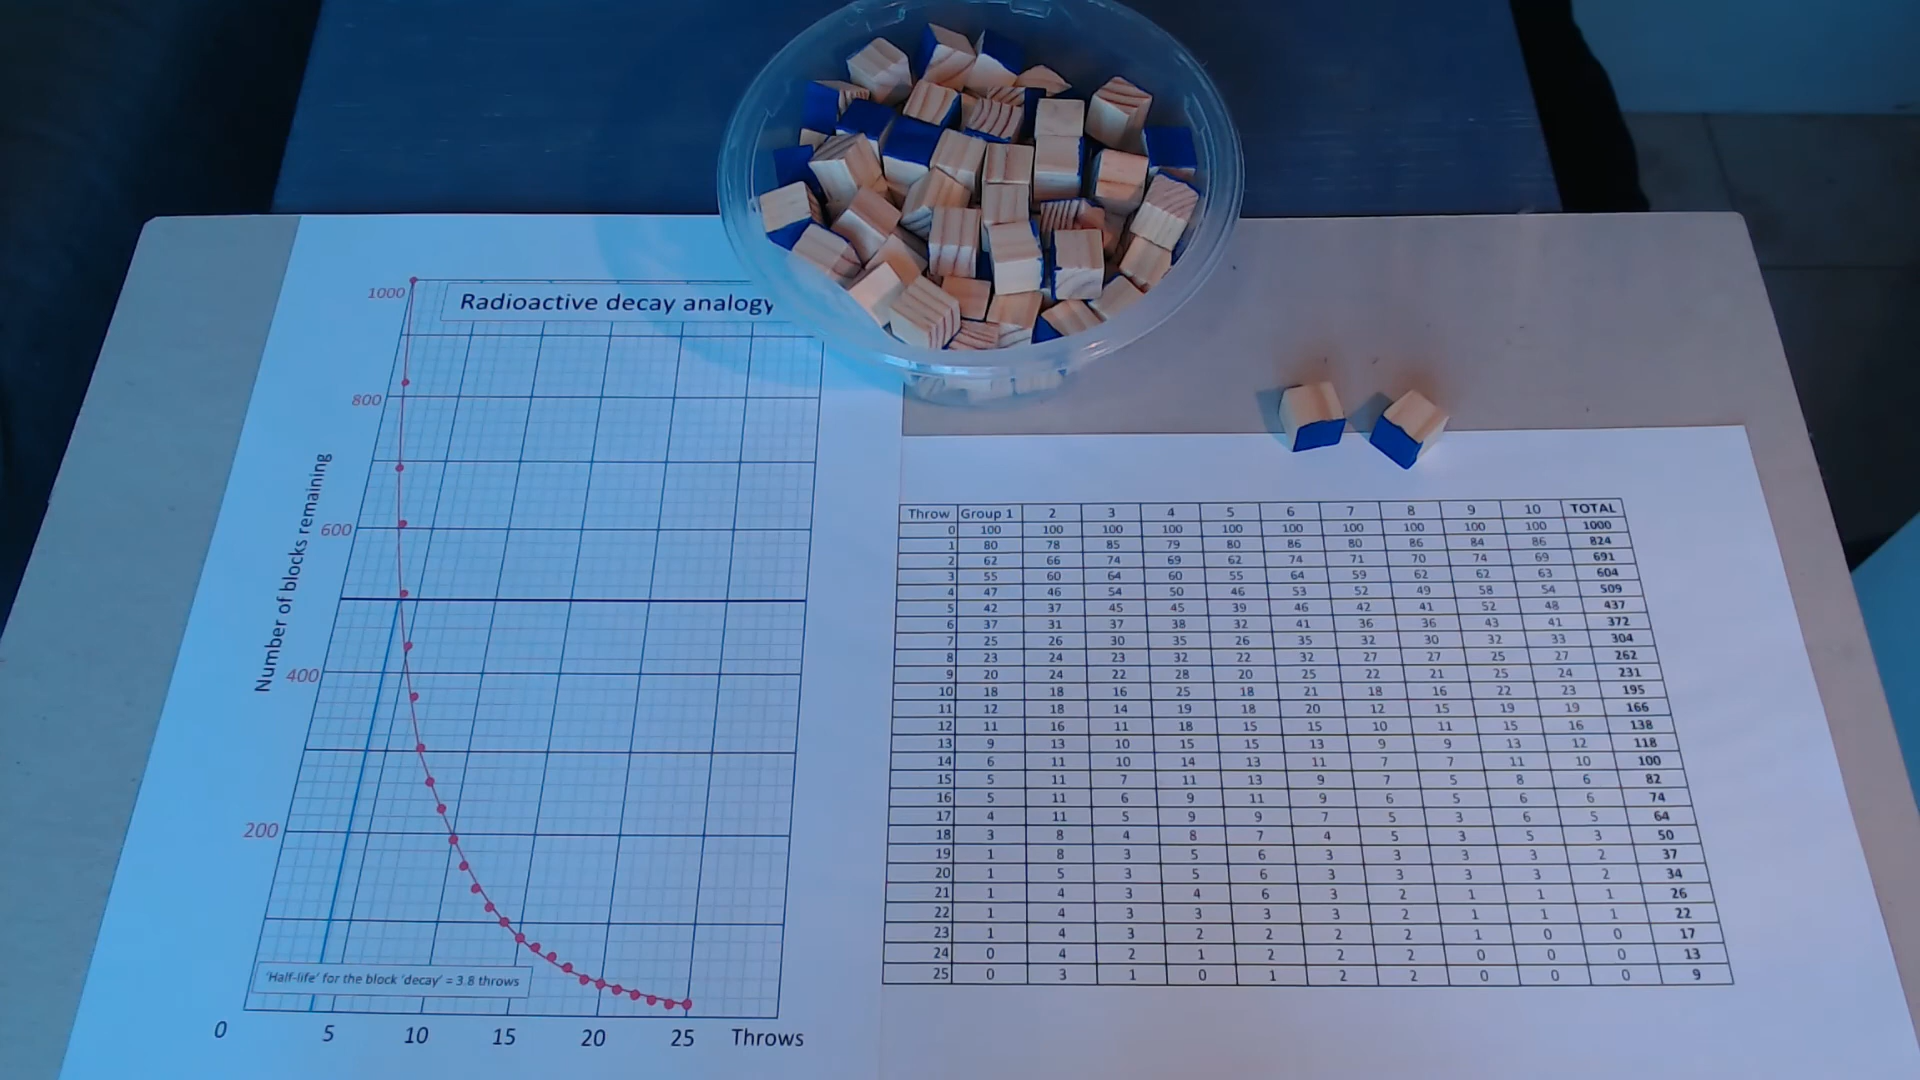 1000
Radioactive decay analogy
800
600
400
200
Number of blocks remaining
'Half-life' for the block 'decay' = 3.8 throws
0 5 10 15 20 25 Throws
Throw Group 1 2 3 4 5 6 7 8 9 10 TOTAL
0 100 100 100 100 100 100 100 100 100 100 1000
1 80 78 85 79 80 86 80 86 84 86 824
2 62 66 74 69 62 74 71 70 74 69 691
3 55 60 64 60 55 64 59 62 62 63 604
4 47 46 54 50 46 53 52 49 58 54 509
5 42 37 45 45 39 46 42 41 52 48 437
6 37 31 37 38 32 41 36 36 43 41 372
7 25 26 30 35 26 35 32 30 32 33 304
8 23 24 23 32 22 32 27 27 25 27 262
9 20 24 22 28 20 25 22 21 25 24 231
10 18 18 16 25 18 21 18 16 22 23 195
11 12 18 14 19 18 20 12 15 19 19 166
12 11 16 11 18 15 15 10 11 15 16 138
13 9 13 10 15 15 13 9 9 13 12 118
14 6 11 10 14 13 11 7 7 11 10 100
15 5 11 7 11 13 9 7 5 8 6 82
16 5 11 6 9 11 9 6 5 6 6 74
17 4 11 5 9 9 7 5 3 6 5 64
18 3 8 4 8 7 4 5 3 5 3 50
19 1 8 3 5 6 3 3 3 3 2 37
20 1 5 3 5 6 3 3 3 3 2 34
21 1 4 3 4 6 3 2 1 1 1 26
22 1 4 3 3 3 3 2 1 1 1 22
23 1 4 3 2 2 2 2 1 0 0 17
24 0 4 2 1 2 2 2 0 0 0 13
25 0 3 1 0 1 2 2 0 0 0 9